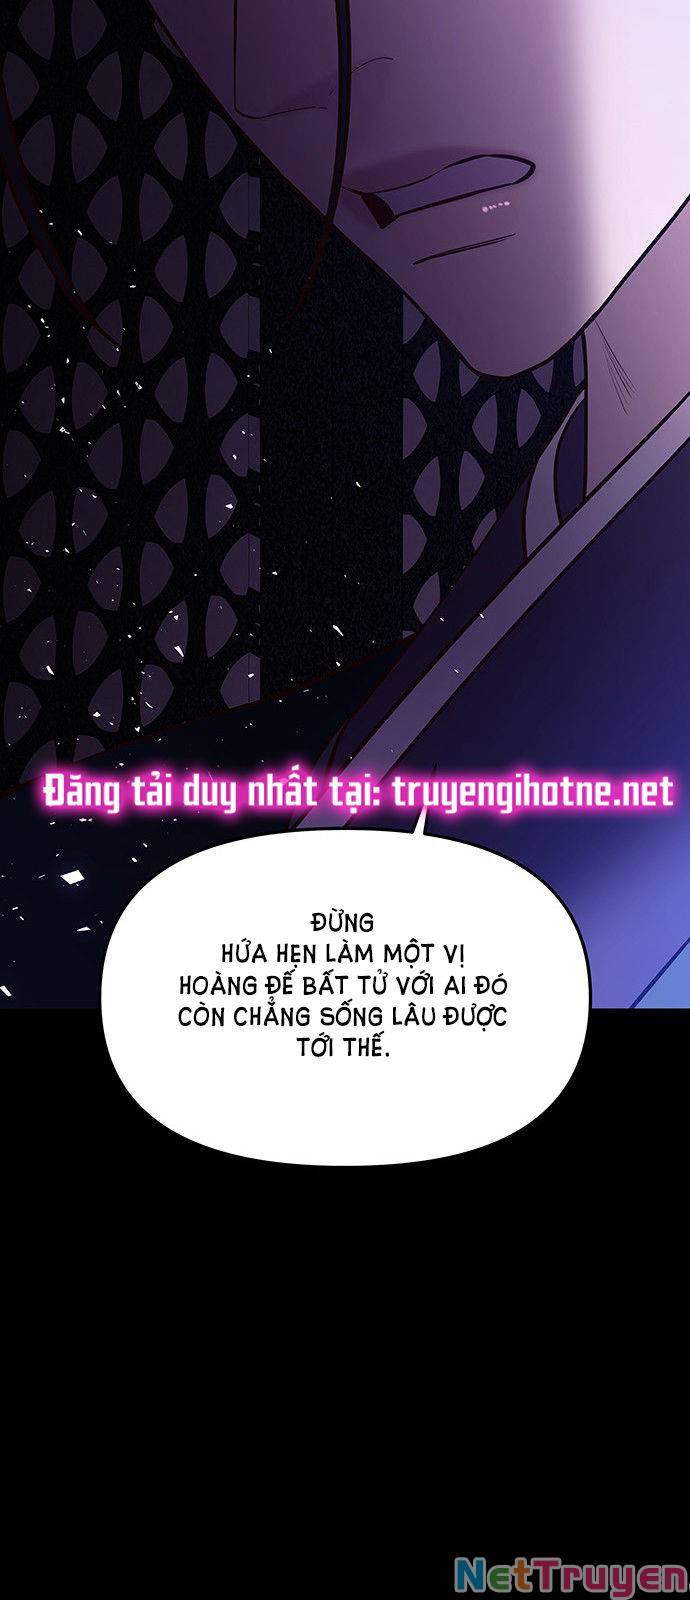 Đăng tải duy nhất tại: truyengihotne.net
ĐỪNG
HỨA HẸN LÀM MỘT VỊ
HOÀNG ĐẾ BẤT TỬ VỚI AI ĐÓ
CÒN CHẲNG SỐNG LÂU ĐƯỢC
TỚI THẾ.
NetTruyen